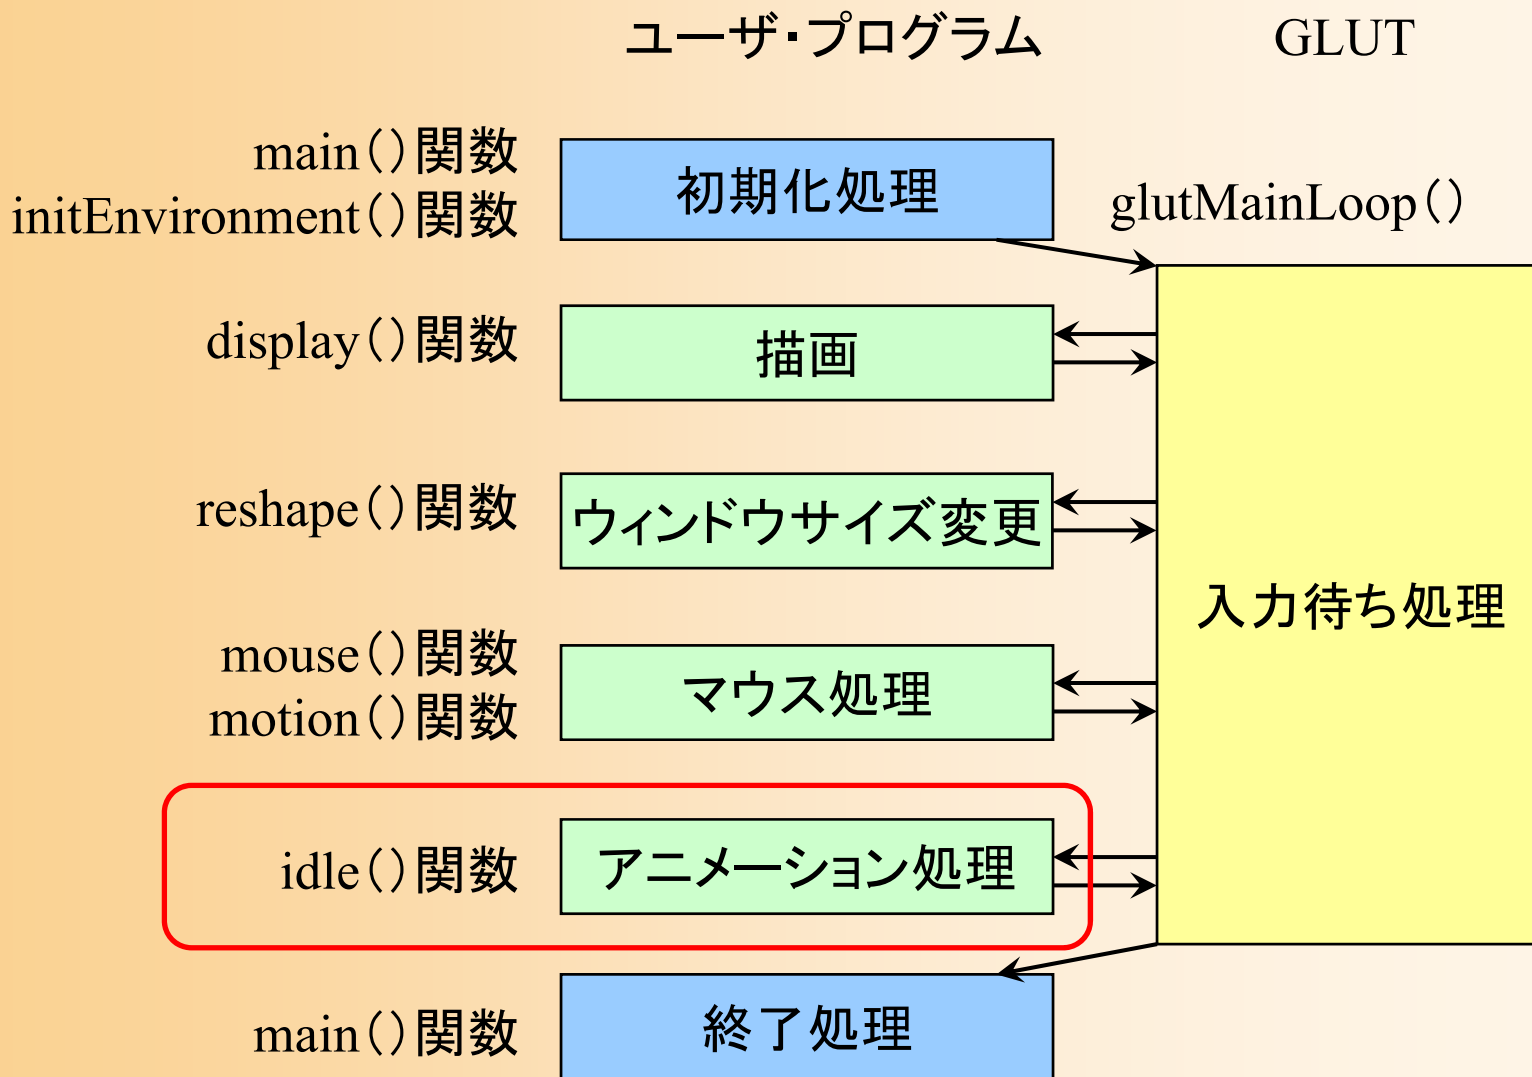 ユーザ・プログラム
GLUT
main()関数
initEnvironment()関数
初期化処理
glutMainLoop()
display()関数
描画
reshape()関数
ウィンドウサイズ変更
入力待ち処理
mouse()関数
motion()関数
マウス処理
idle()関数
アニメーション処理
main()関数
終了処理